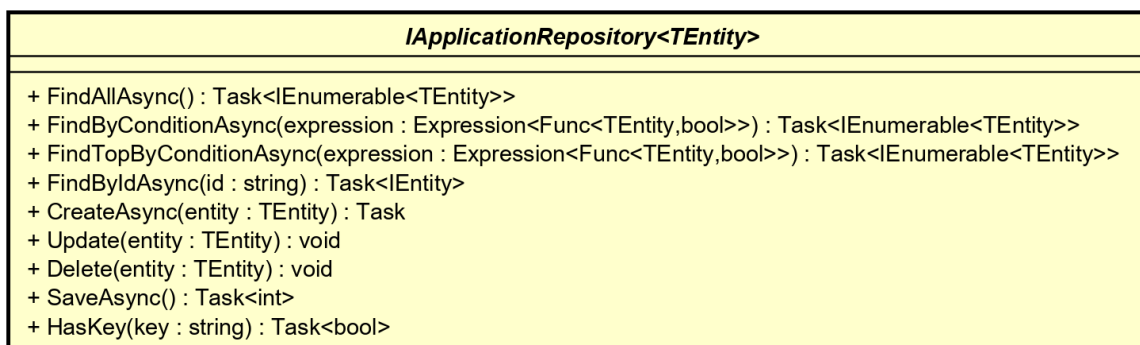 IApplicationRepository<TEntity>
+ FindAllAsync() : Task<IEnumerable<TEntity>>
+ FindByConditionAsync(expression : Expression<Func<TEntity,bool>>) : Task<IEnumerable<TEntity>>
+ FindTopByConditionAsync(expression : Expression<Func<TEntity,bool>>) : Task<IEnumerable<TEntity>>
+ FindByIdAsync(id : string) : Task<IEntity>
+ CreateAsync(entity : TEntity) : Task
+ Update(entity : TEntity) : void
+ Delete(entity : TEntity) : void
+ SaveAsync() : Task<int>
+ HasKey(key : string) : Task<bool>